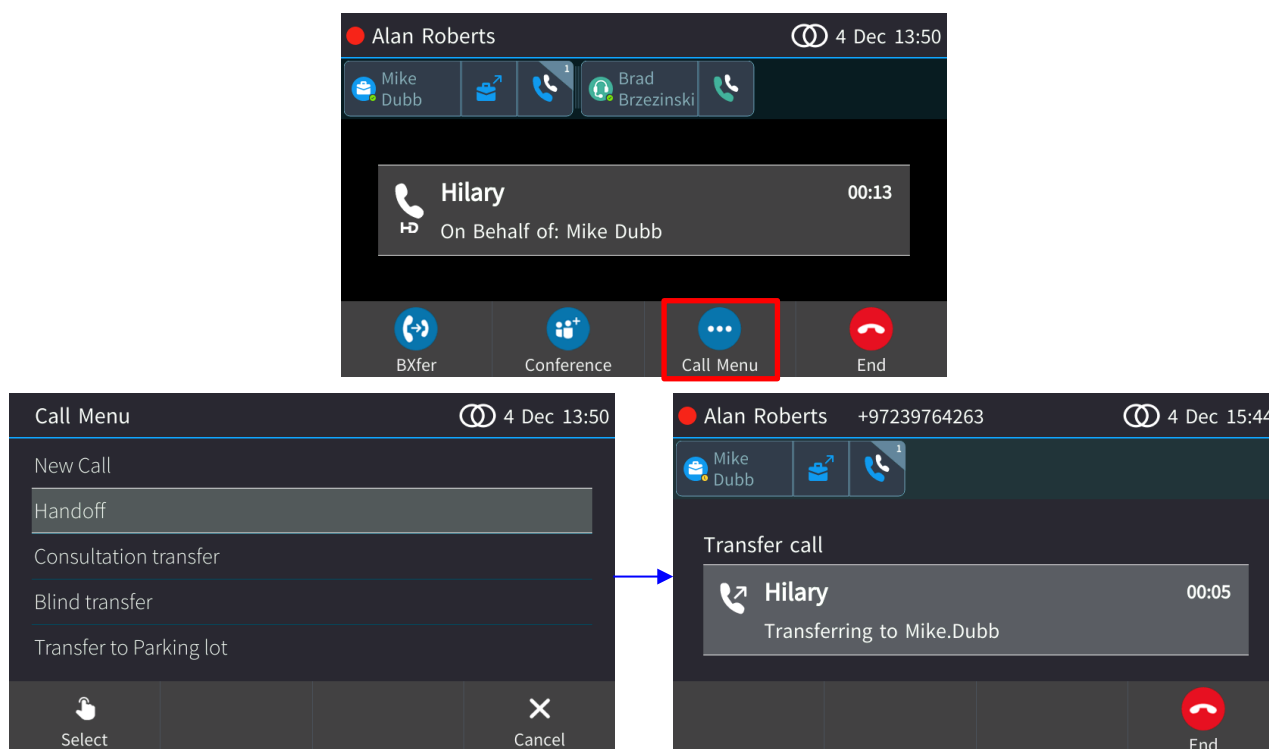 Alan Roberts 4 Dec 13:50
Mike
Dubb
1
Brad
Brzezinski
Hilary 00:13
HD On Behalf of: Mike Dubb
BXfer Conference Call Menu End
Call Menu 4 Dec 13:50
New Call
Handoff
Consultation transfer
Blind transfer
Transfer to Parking lot
Select Cancel
Alan Roberts +97239764263 4 Dec 15:44
Mike
Dubb
1
Transfer call
Hilary 00:05
Transferring to Mike.Dubb
End